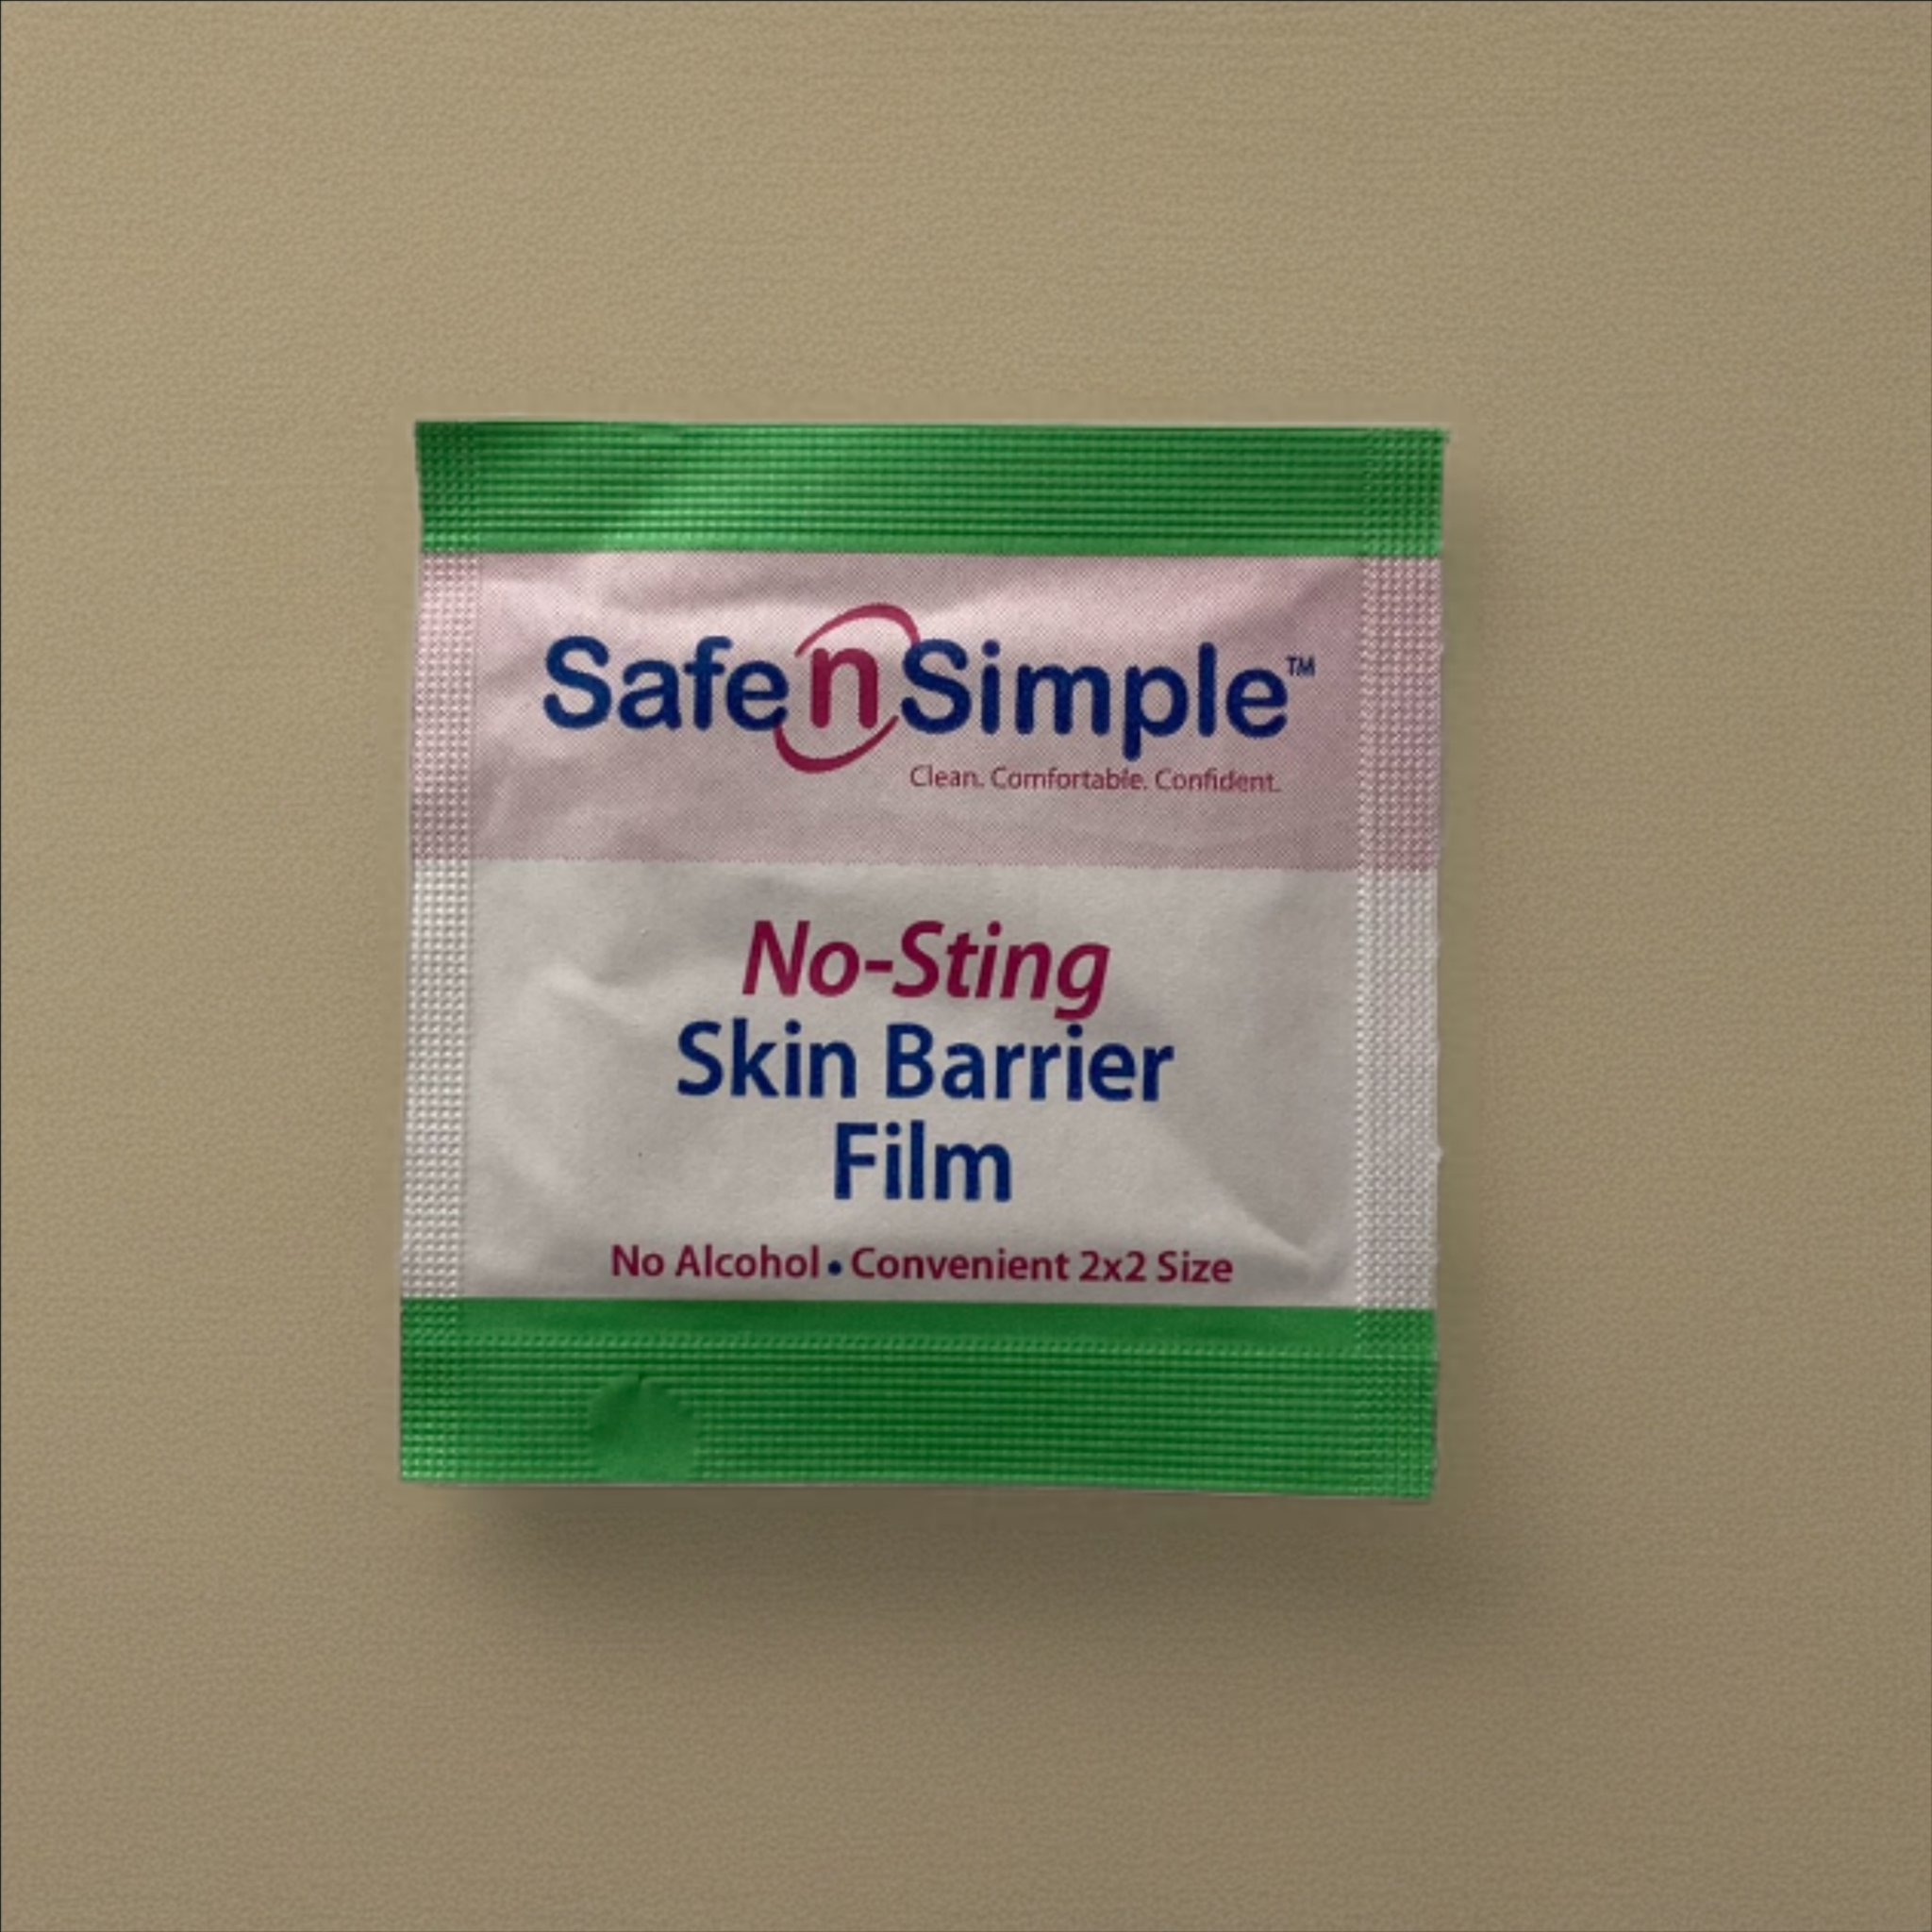 Safe n Simple™
Clean. Comfortable. Confident.
No-Sting
Skin Barrier
Film
No Alcohol • Convenient 2x2 Size